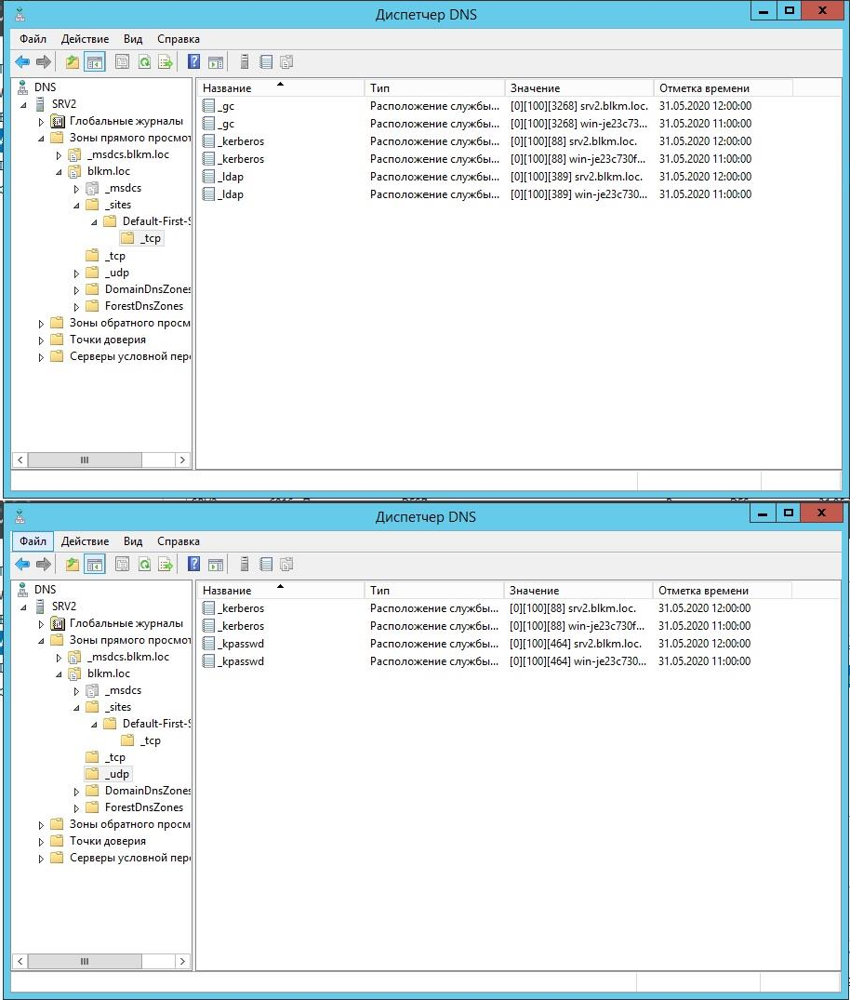 Диспетчер DNS
Файл Действие Вид Справка
DNS
SRV2
Глобальные журналы
Зоны прямого просмот
_msdcs.blkm.loc
blkm.loc
_msdcs
_sites
Default-First-S
_tcp
_tcp
_udp
DomainDnsZones
ForestDnsZones
Зоны обратного просм
Точки доверия
Серверы условной пере
Название Тип Значение Отметка времени
_gc Расположение службы... [0][100][3268] srv2.blkm.loc. 31.05.2020 12:00:00
_gc Расположение службы... [0][100][3268] win-je23c73... 31.05.2020 11:00:00
_kerberos Расположение службы... [0][100][88] srv2.blkm.loc. 31.05.2020 12:00:00
_kerberos Расположение службы... [0][100][88] win-je23c730f... 31.05.2020 11:00:00
_ldap Расположение службы... [0][100][389] srv2.blkm.loc. 31.05.2020 12:00:00
_ldap Расположение службы... [0][100][389] win-je23c730... 31.05.2020 11:00:00
Диспетчер DNS
Файл Действие Вид Справка
DNS
SRV2
Глобальные журналы
Зоны прямого просмот
_msdcs.blkm.loc
blkm.loc
_msdcs
_sites
Default-First-S
_tcp
_tcp
_udp
DomainDnsZones
ForestDnsZones
Зоны обратного просм
Точки доверия
Серверы условной пере
Название Тип Значение Отметка времени
_kerberos Расположение службы... [0][100][88] srv2.blkm.loc. 31.05.2020 12:00:00
_kerberos Расположение службы... [0][100][88] win-je23c730f... 31.05.2020 11:00:00
_kpasswd Расположение службы... [0][100][464] srv2.blkm.loc. 31.05.2020 12:00:00
_kpasswd Расположение службы... [0][100][464] win-je23c730... 31.05.2020 11:00:00